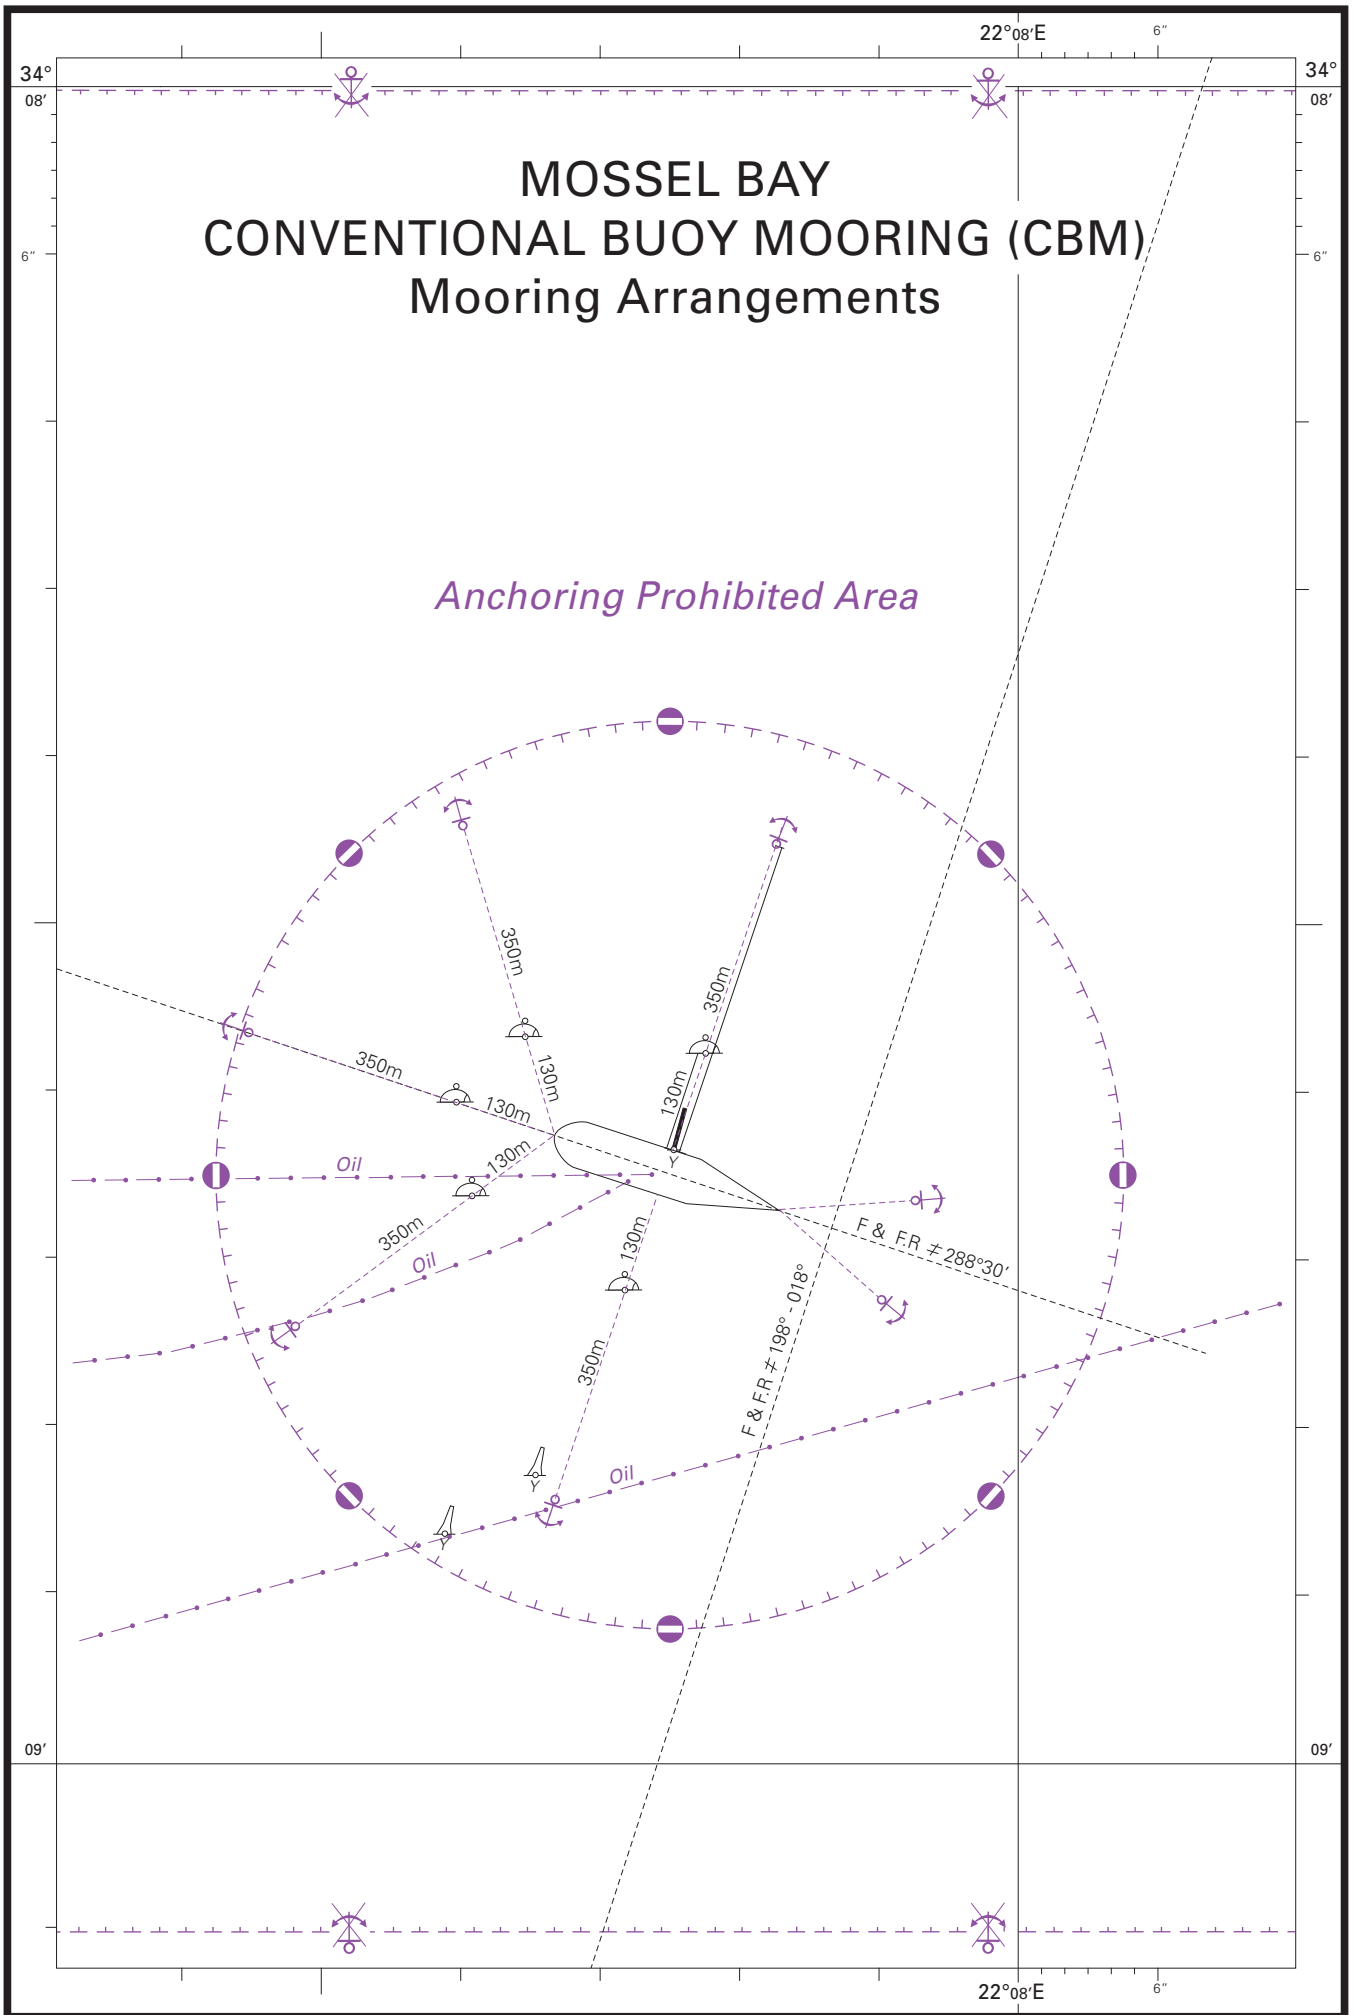 22°08′E 6″
34° 34°
08′ 08′
MOSSEL BAY
CONVENTIONAL BUOY MOORING (CBM)
6″ 6″
Mooring Arrangements
Anchoring Prohibited Area
350m
350m
350m
130m
130m
130m
130m
Y
Oil
350m
130m
F & F.R ≠ 288°30′
Oil
F & F.R ≠ 198° - 018°
350m
Oil
Y
Y
09′ 09′
22°08′E 6″